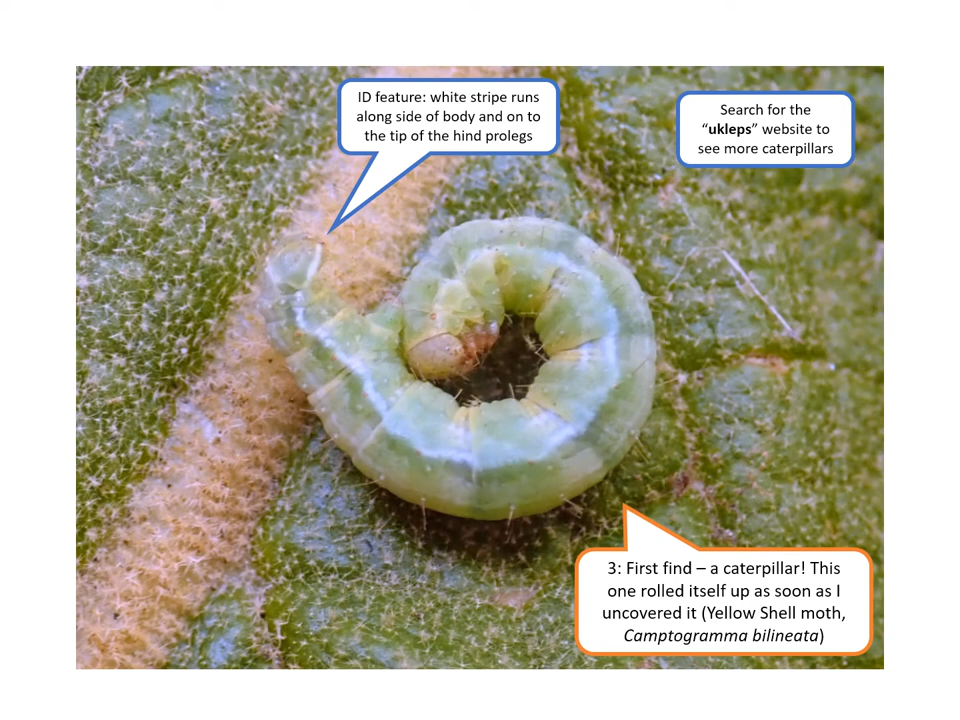 ID feature: white stripe runs
along side of body and on to
the tip of the hind prolegs
Search for the
“ukleps” website to
see more caterpillars
3: First find – a caterpillar! This
one rolled itself up as soon as I
uncovered it (Yellow Shell moth,
Camptogramma bilineata)